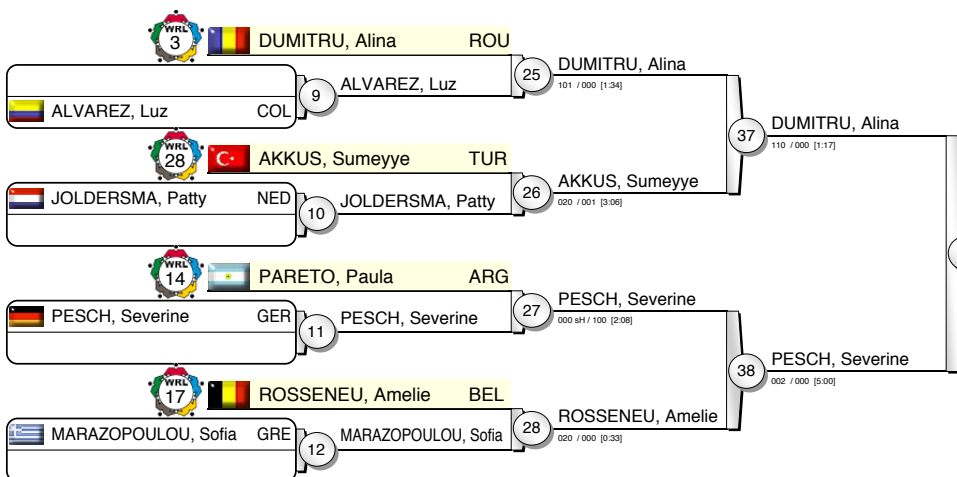 WRL
3
DUMITRU, Alina ROU
ALVAREZ, Luz COL
9
ALVAREZ, Luz
25
DUMITRU, Alina
101 / 000 [1:34]
WRL
28
AKKUS, Sumeyye TUR
JOLDERSMA, Patty NED
10
JOLDERSMA, Patty
26
AKKUS, Sumeyye
020 / 001 [3:06]
37
DUMITRU, Alina
110 / 000 [1:17]
WRL
14
PARETO, Paula ARG
PESCH, Severine GER
11
PESCH, Severine
27
PESCH, Severine
000 sH / 100 [2:08]
WRL
17
ROSSENEU, Amelie BEL
MARAZOPOULOU, Sofia GRE
12
MARAZOPOULOU, Sofia
28
ROSSENEU, Amelie
020 / 000 [0:33]
38
PESCH, Severine
002 / 000 [5:00]